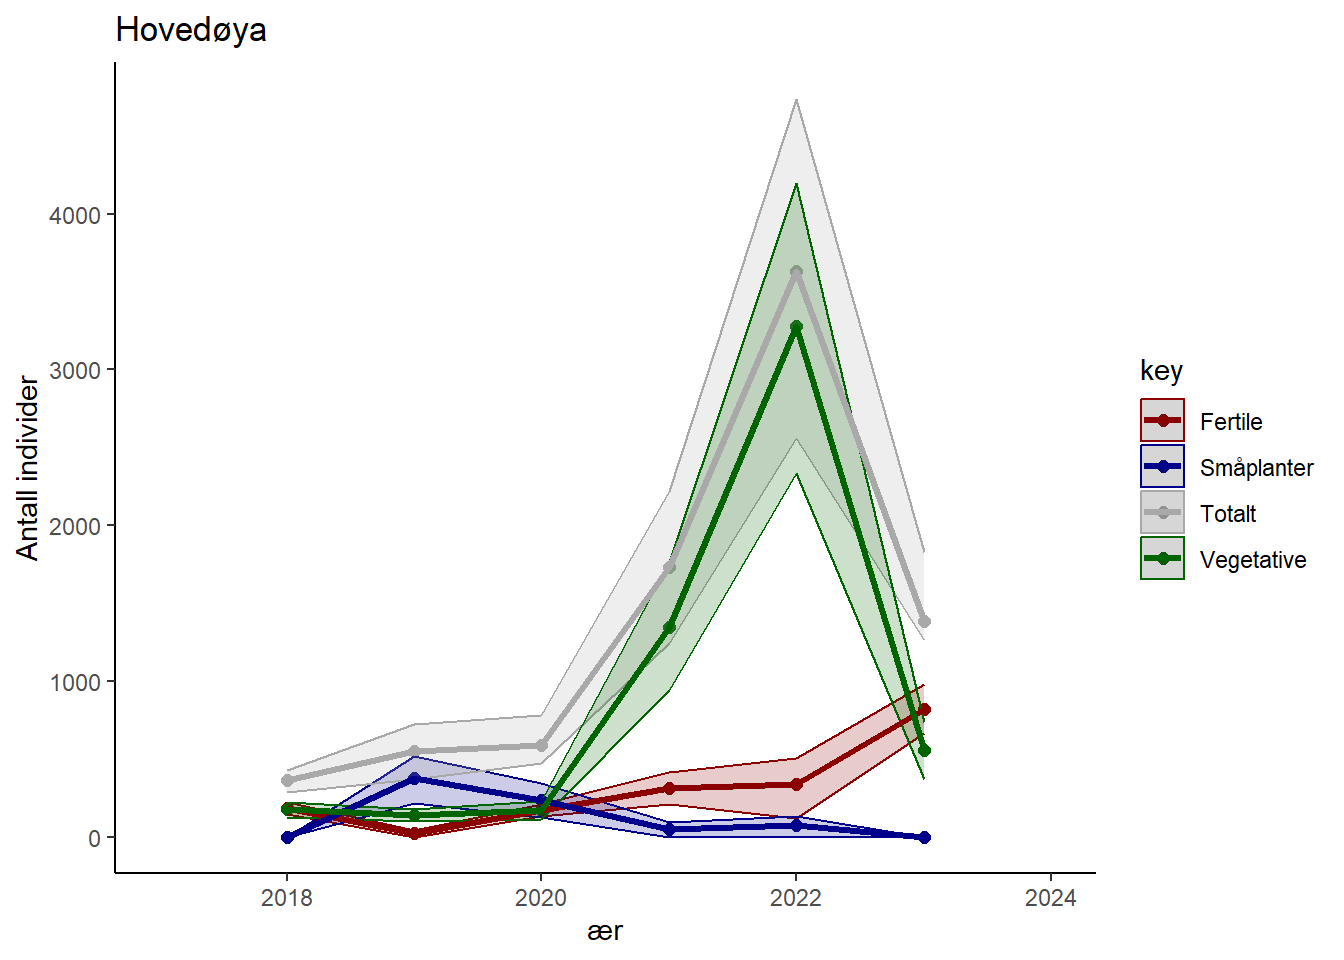 Hovedøya
Antall individer
4000
3000
2000
1000
0
2018
2020
2022
2024
ær
key
Fertile
Småplanter
Totalt
Vegetative